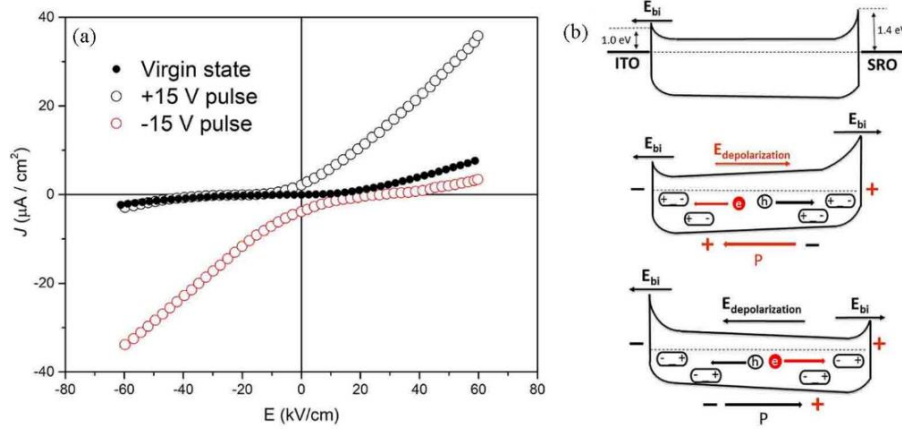 (a)
Virgin state
+15 V pulse
-15 V pulse
40
20
0
-20
-40
J (µA / cm²)
-80 -60 -40 -20 0 20 40 60 80
E (kV/cm)
(b)
E_bi
1.0 eV
1.4 eV
ITO
SRO
E_bi
E_bi
E_depolarization
− +
+ − e h + −
+ − + −
+ −
P
E_bi
E_bi
E_depolarization
− +
− + h e − +
− + − +
− +
P